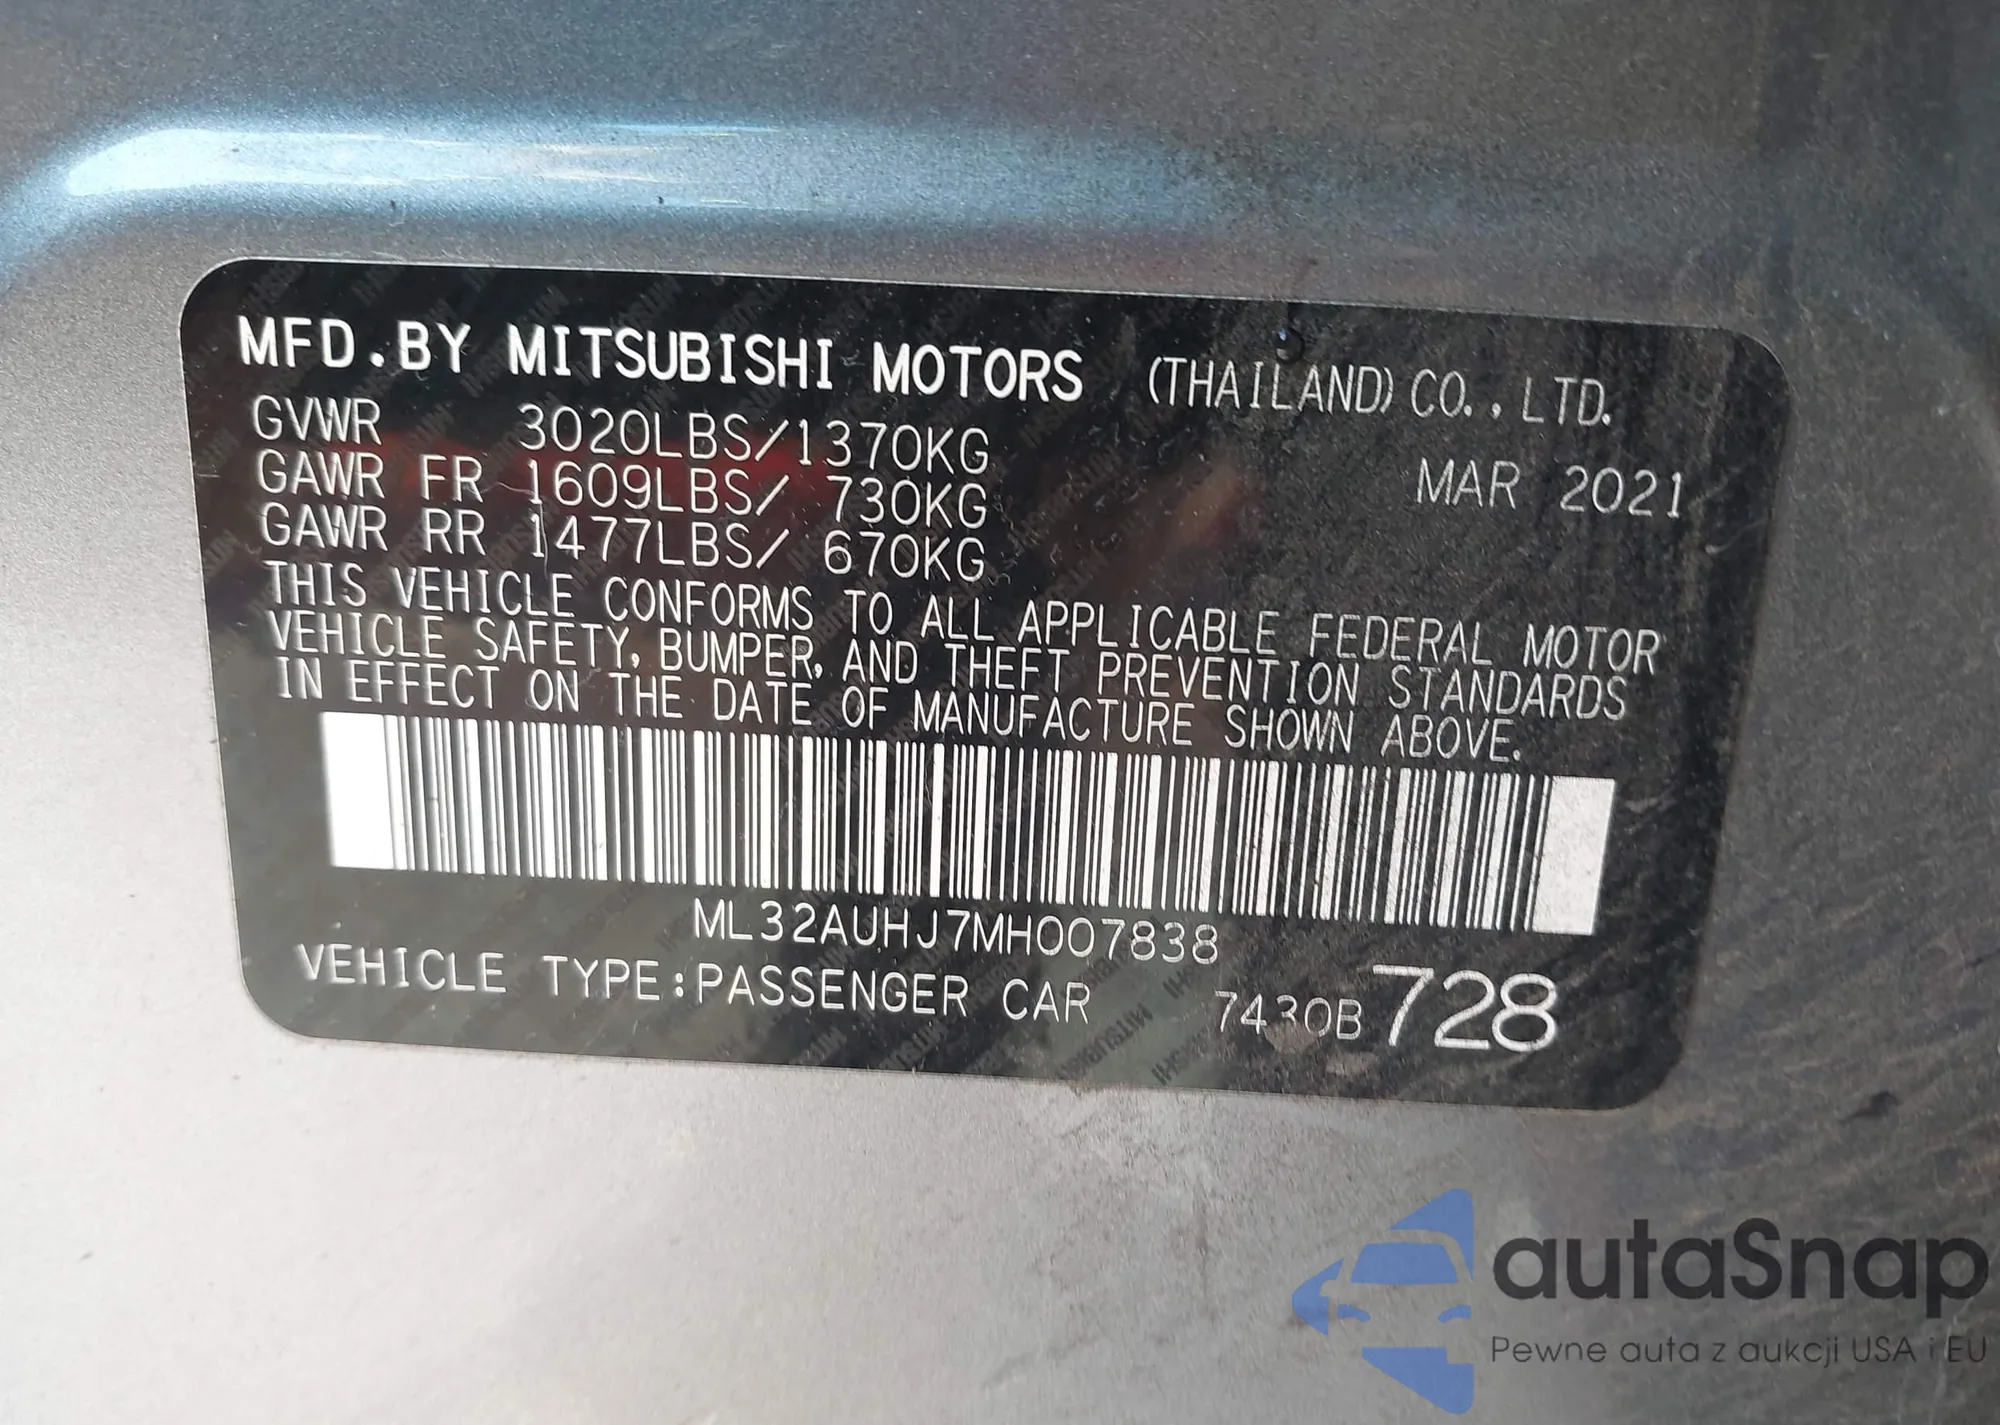 MFD.BY MITSUBISHI MOTORS (THAILAND) CO., LTD.
GVWR 3020LBS/1370KG
MAR 2021
GAWR FR 1609LBS/ 730KG
GAWR RR 1477LBS/ 670KG
THIS VEHICLE CONFORMS TO ALL APPLICABLE FEDERAL MOTOR
VEHICLE SAFETY, BUMPER, AND THEFT PREVENTION STANDARDS
IN EFFECT ON THE DATE OF MANUFACTURE SHOWN ABOVE.
ML32AUHJ7MH007838
VEHICLE TYPE:PASSENGER CAR 7430B 728
autaSnap
Pewne auta z aukcji USA i EU